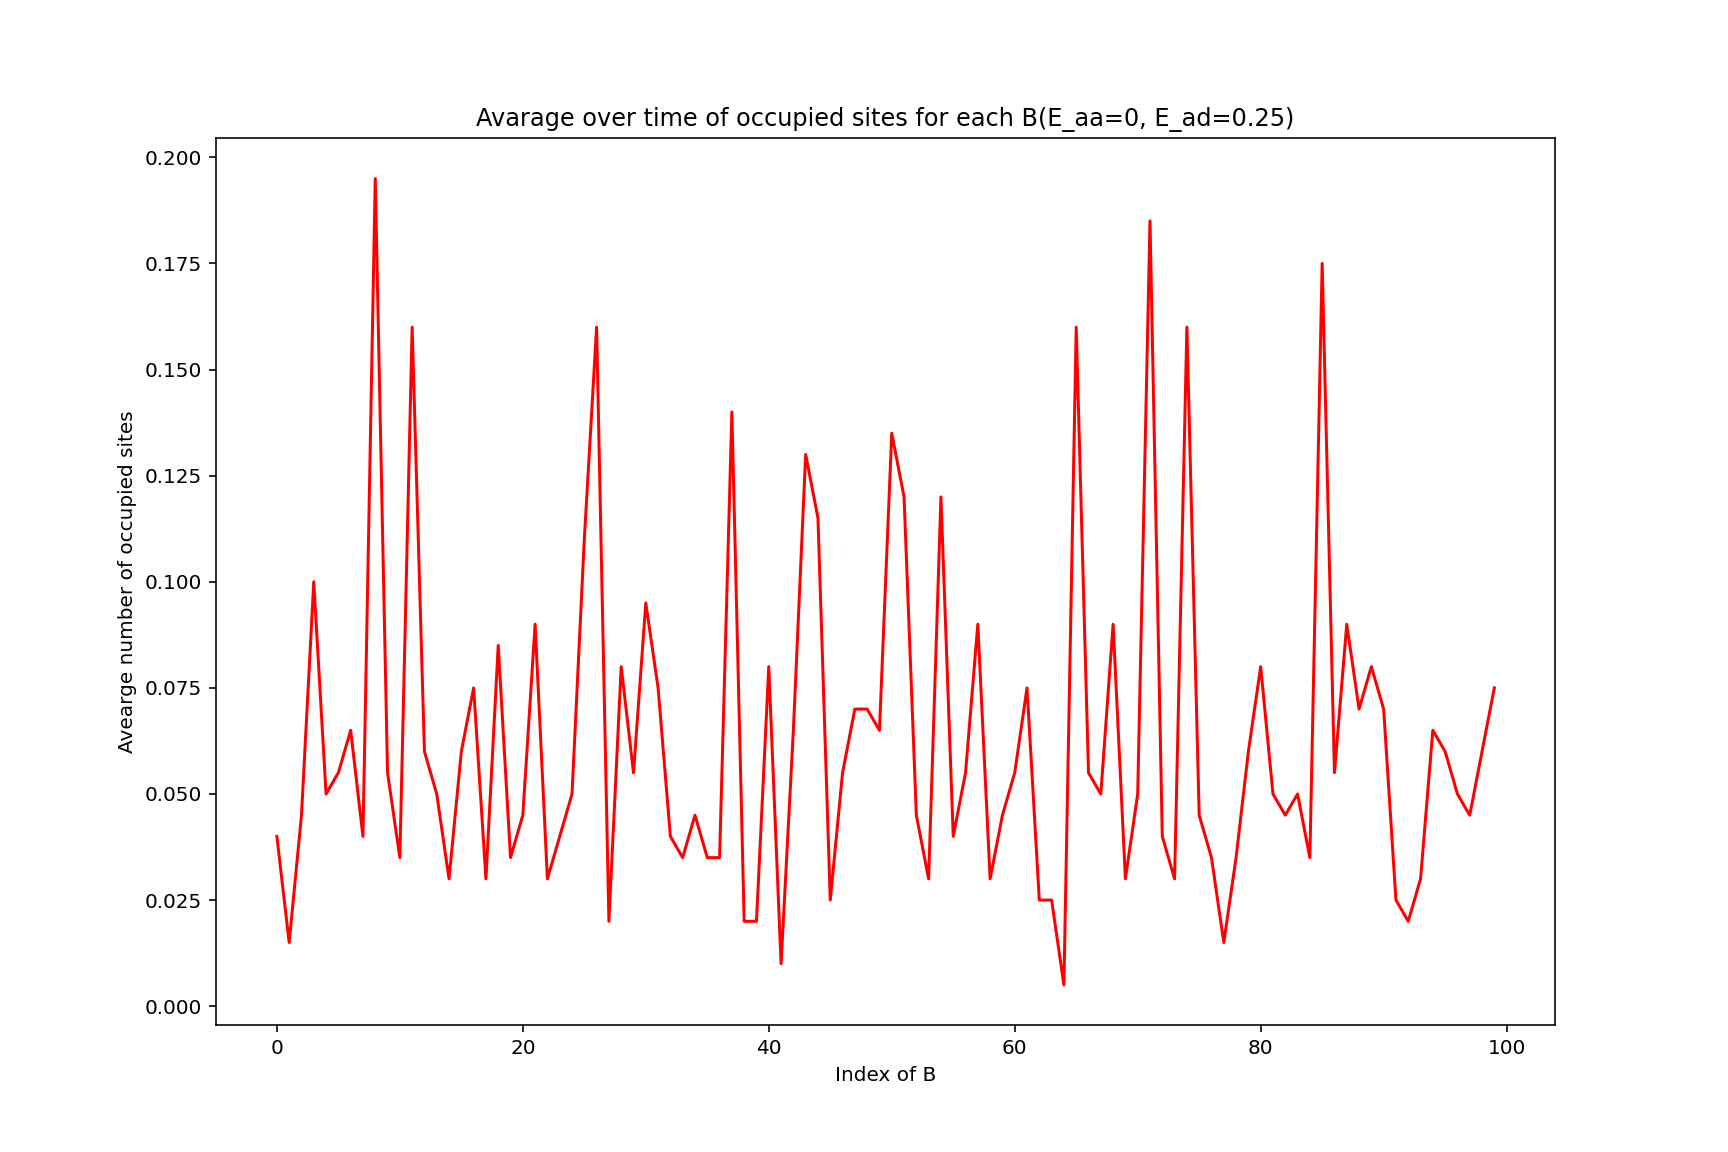 Avarage over time of occupied sites for each B(E_aa=0, E_ad=0.25)
Avearge number of occupied sites
0.200
0.175
0.150
0.125
0.100
0.075
0.050
0.025
0.000
0 20 40 60 80 100
Index of B